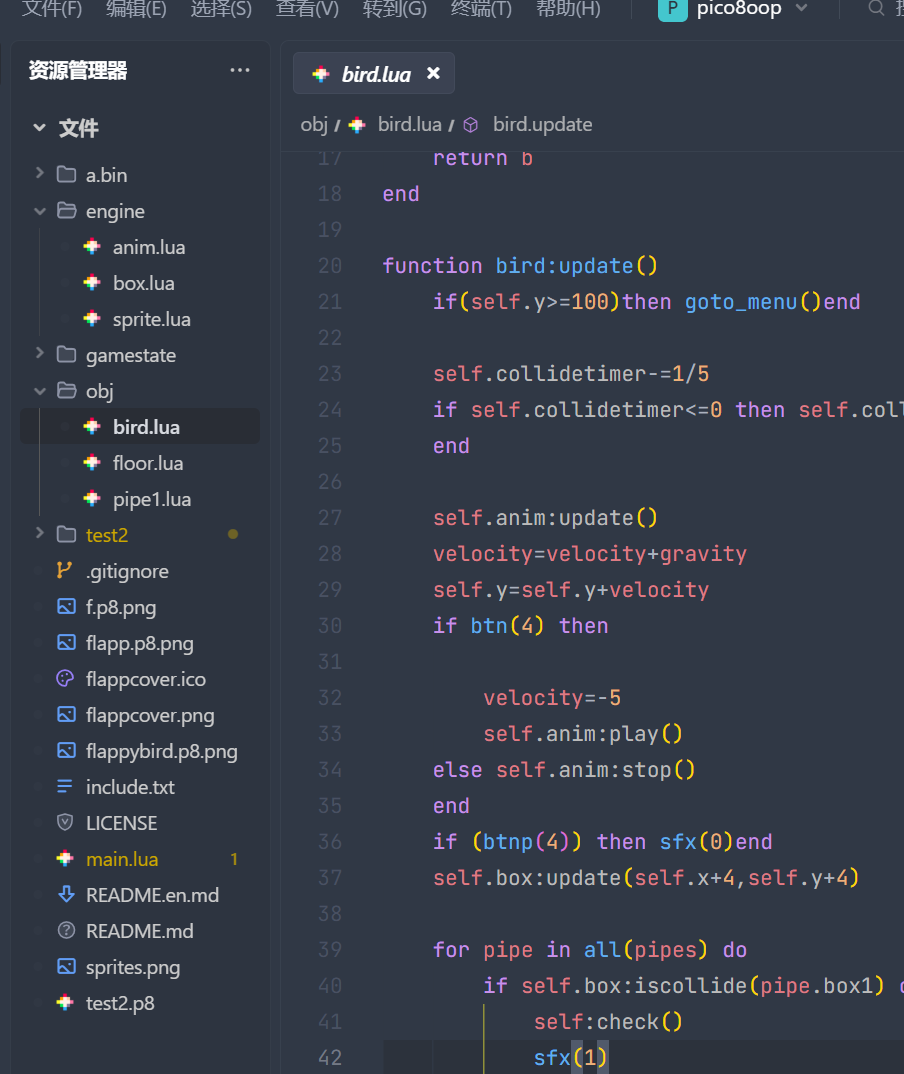 文件(F) 编辑(E) 选择(S) 查看(V) 转到(G) 终端(T) 帮助(H) P pico8oop
资源管理器 ...
文件
a.bin
engine
anim.lua
box.lua
sprite.lua
gamestate
obj
bird.lua
floor.lua
pipe1.lua
test2
.gitignore
f.p8.png
flapp.p8.png
flappcover.ico
flappcover.png
flappybird.p8.png
include.txt
LICENSE
main.lua 1
README.en.md
README.md
sprites.png
test2.p8
bird.lua
obj / bird.lua / bird.update
17 return b
18 end
19
20 function bird:update()
21 if(self.y>=100)then goto_menu()end
22
23 self.collidetimer-=1/5
24 if self.collidetimer<=0 then self.coll
25 end
26
27 self.anim:update()
28 velocity=velocity+gravity
29 self.y=self.y+velocity
30 if btn(4) then
31
32 velocity=-5
33 self.anim:play()
34 else self.anim:stop()
35 end
36 if (btnp(4)) then sfx(0)end
37 self.box:update(self.x+4,self.y+4)
38
39 for pipe in all(pipes) do
40 if self.box:iscollide(pipe.box1)
41 self:check()
42 sfx(1)